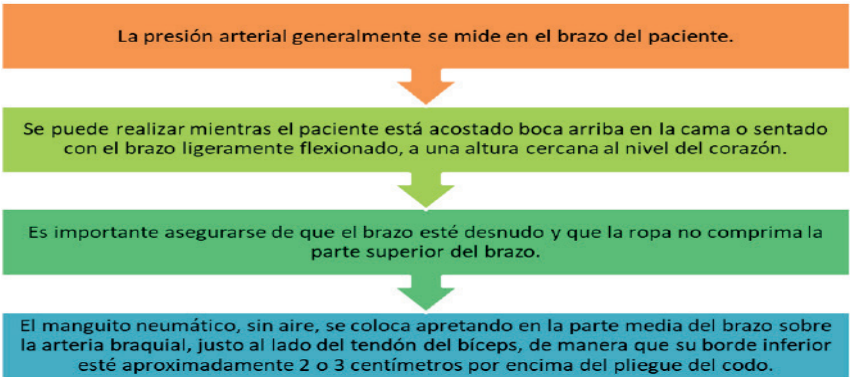 La presión arterial generalmente se mide en el brazo del paciente.
Se puede realizar mientras el paciente está acostado boca arriba en la cama o sentado
con el brazo ligeramente flexionado, a una altura cercana al nivel del corazón.
Es importante asegurarse de que el brazo esté desnudo y que la ropa no comprima la
parte superior del brazo.
El manguito neumático, sin aire, se coloca apretando en la parte media del brazo sobre
la arteria braquial, justo al lado del tendón del bíceps, de manera que su borde inferior
esté aproximadamente 2 o 3 centímetros por encima del pliegue del codo.